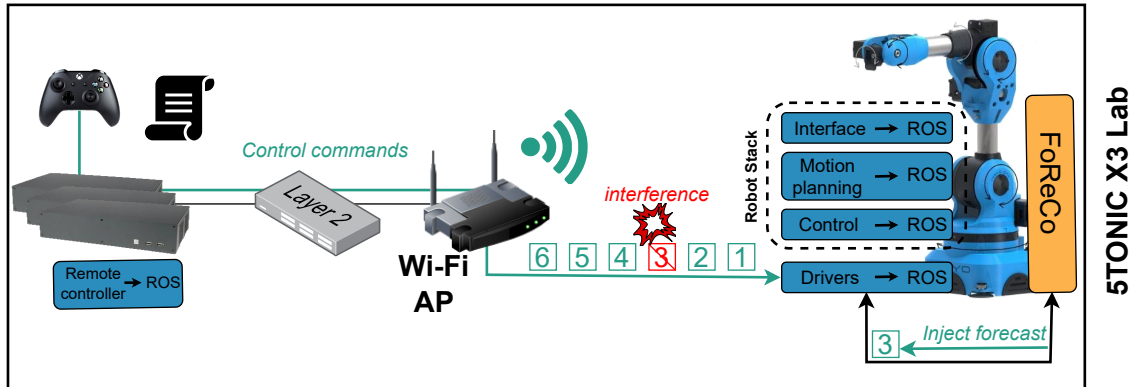 Control commands
Layer 2
Remote
controller → ROS
Wi-Fi
AP
interference
6 5 4 3 2 1
Robot Stack
Interface → ROS
Motion
planning → ROS
Control → ROS
Drivers → ROS
FoReCo
3 Inject forecast
5TONIC X3 Lab